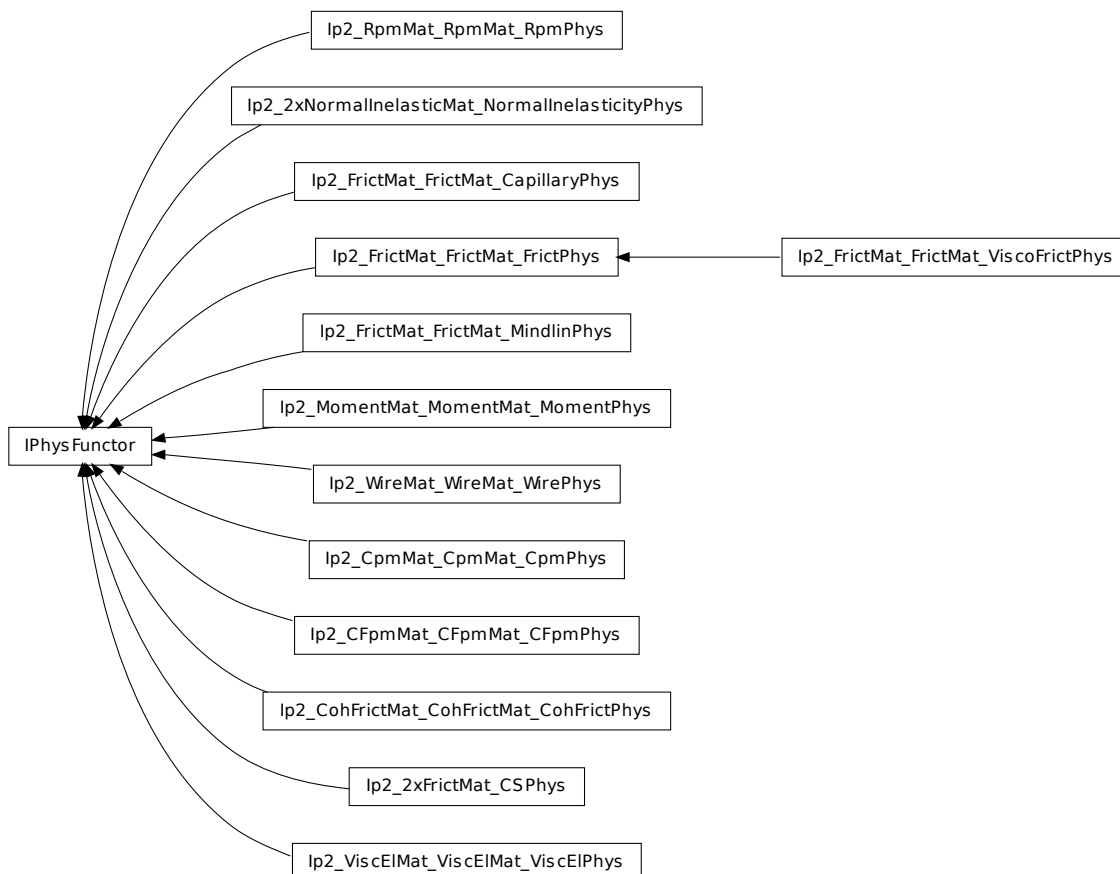 Ip2_RpmMat_RpmMat_RpmPhys
Ip2_2xNormalInelasticMat_NormalInelasticityPhys
Ip2_FrictMat_FrictMat_CapillaryPhys
Ip2_FrictMat_FrictMat_FrictPhys
Ip2_FrictMat_FrictMat_ViscoFrictPhys
Ip2_FrictMat_FrictMat_MindlinPhys
Ip2_MomentMat_MomentMat_MomentPhys
IPhysFunctor
Ip2_WireMat_WireMat_WirePhys
Ip2_CpmMat_CpmMat_CpmPhys
Ip2_CFpmMat_CFpmMat_CFpmPhys
Ip2_CohFrictMat_CohFrictMat_CohFrictPhys
Ip2_2xFrictMat_CSPhys
Ip2_ViscElMat_ViscElMat_ViscElPhys